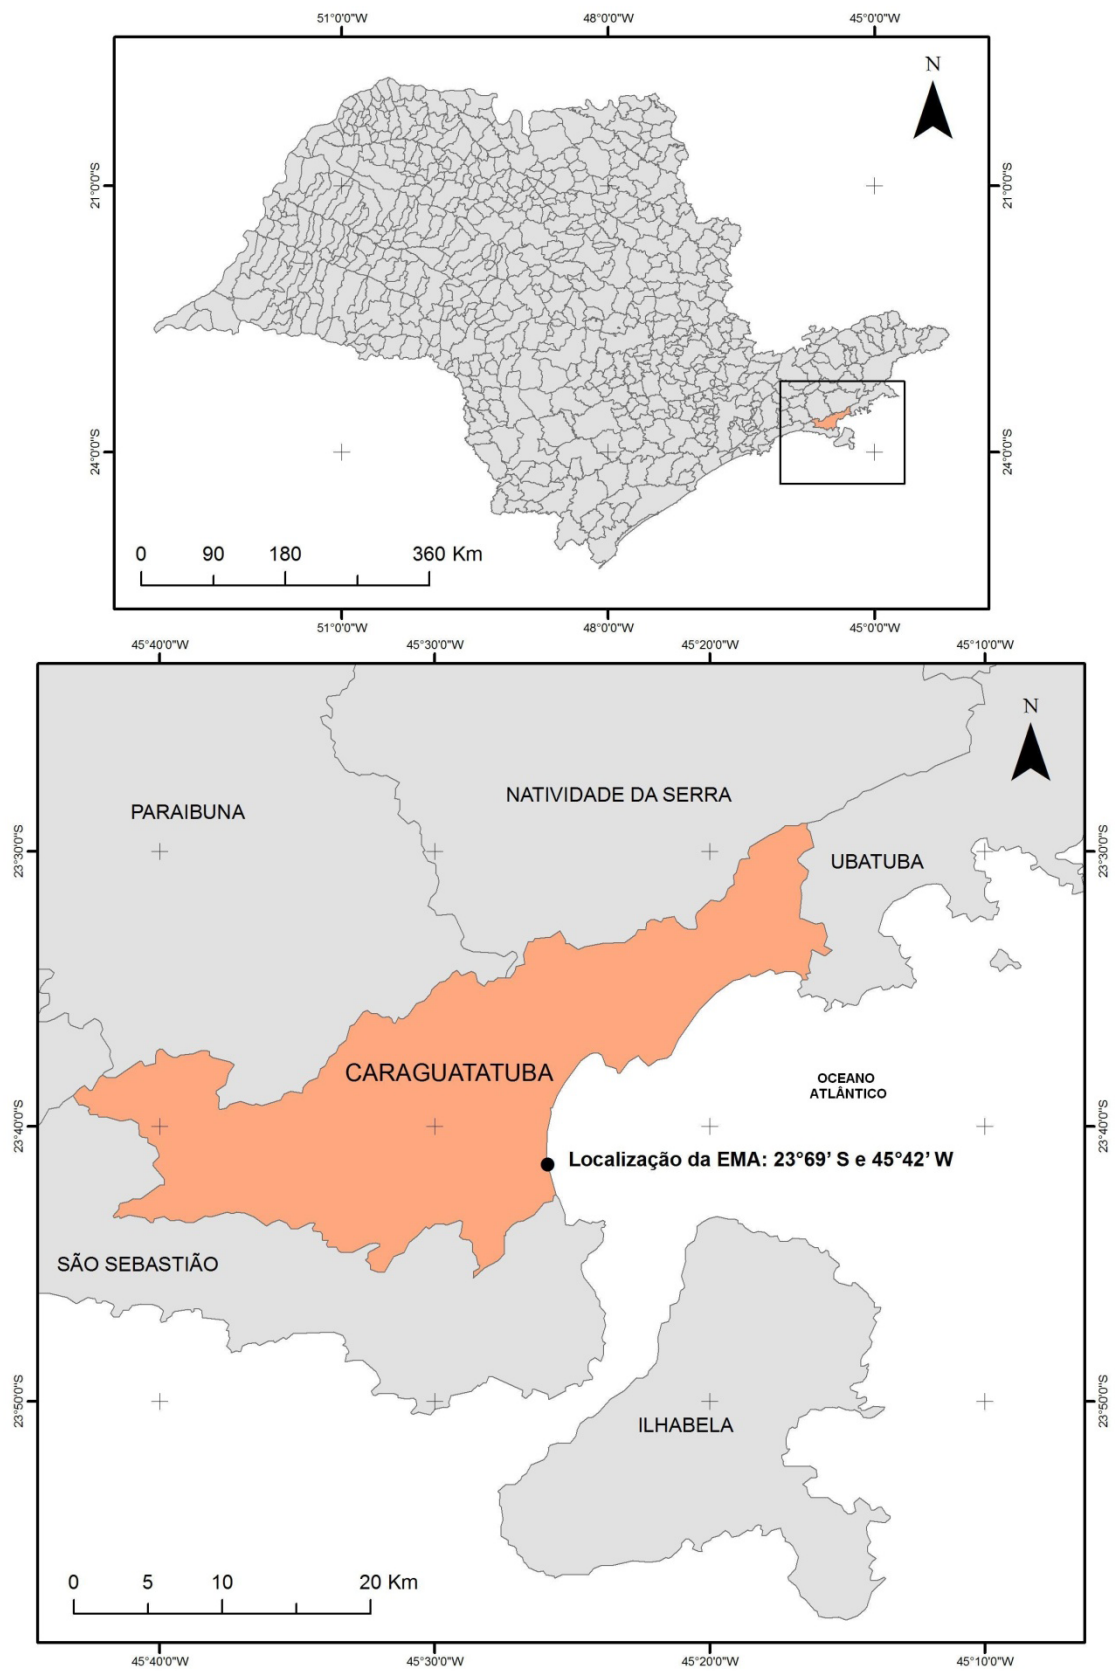 51°0'0"W 48°0'0"W 45°0'0"W
N
21°0'0"S 21°0'0"S
24°0'0"S 24°0'0"S
0 90 180 360 Km
51°0'0"W 48°0'0"W 45°0'0"W
45°40'0"W 45°30'0"W 45°20'0"W 45°10'0"W
N
NATIVIDADE DA SERRA
PARAIBUNA
23°30'0"S 23°30'0"S
UBATUBA
CARAGUATATUBA
OCEANO
ATLÂNTICO
23°40'0"S 23°40'0"S
Localização da EMA: 23°69' S e 45°42' W
SÃO SEBASTIÃO
23°50'0"S 23°50'0"S
ILHABELA
0 5 10 20 Km
45°40'0"W 45°30'0"W 45°20'0"W 45°10'0"W